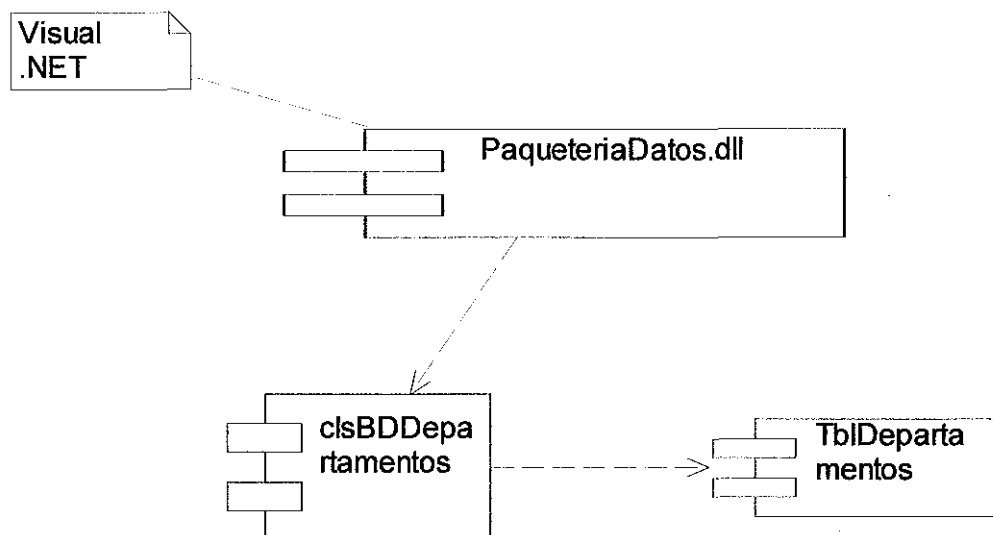 Visual
.NET
PaqueteriaDatos.dll
clsBDDepa
rtamentos
TblDeparta
mentos